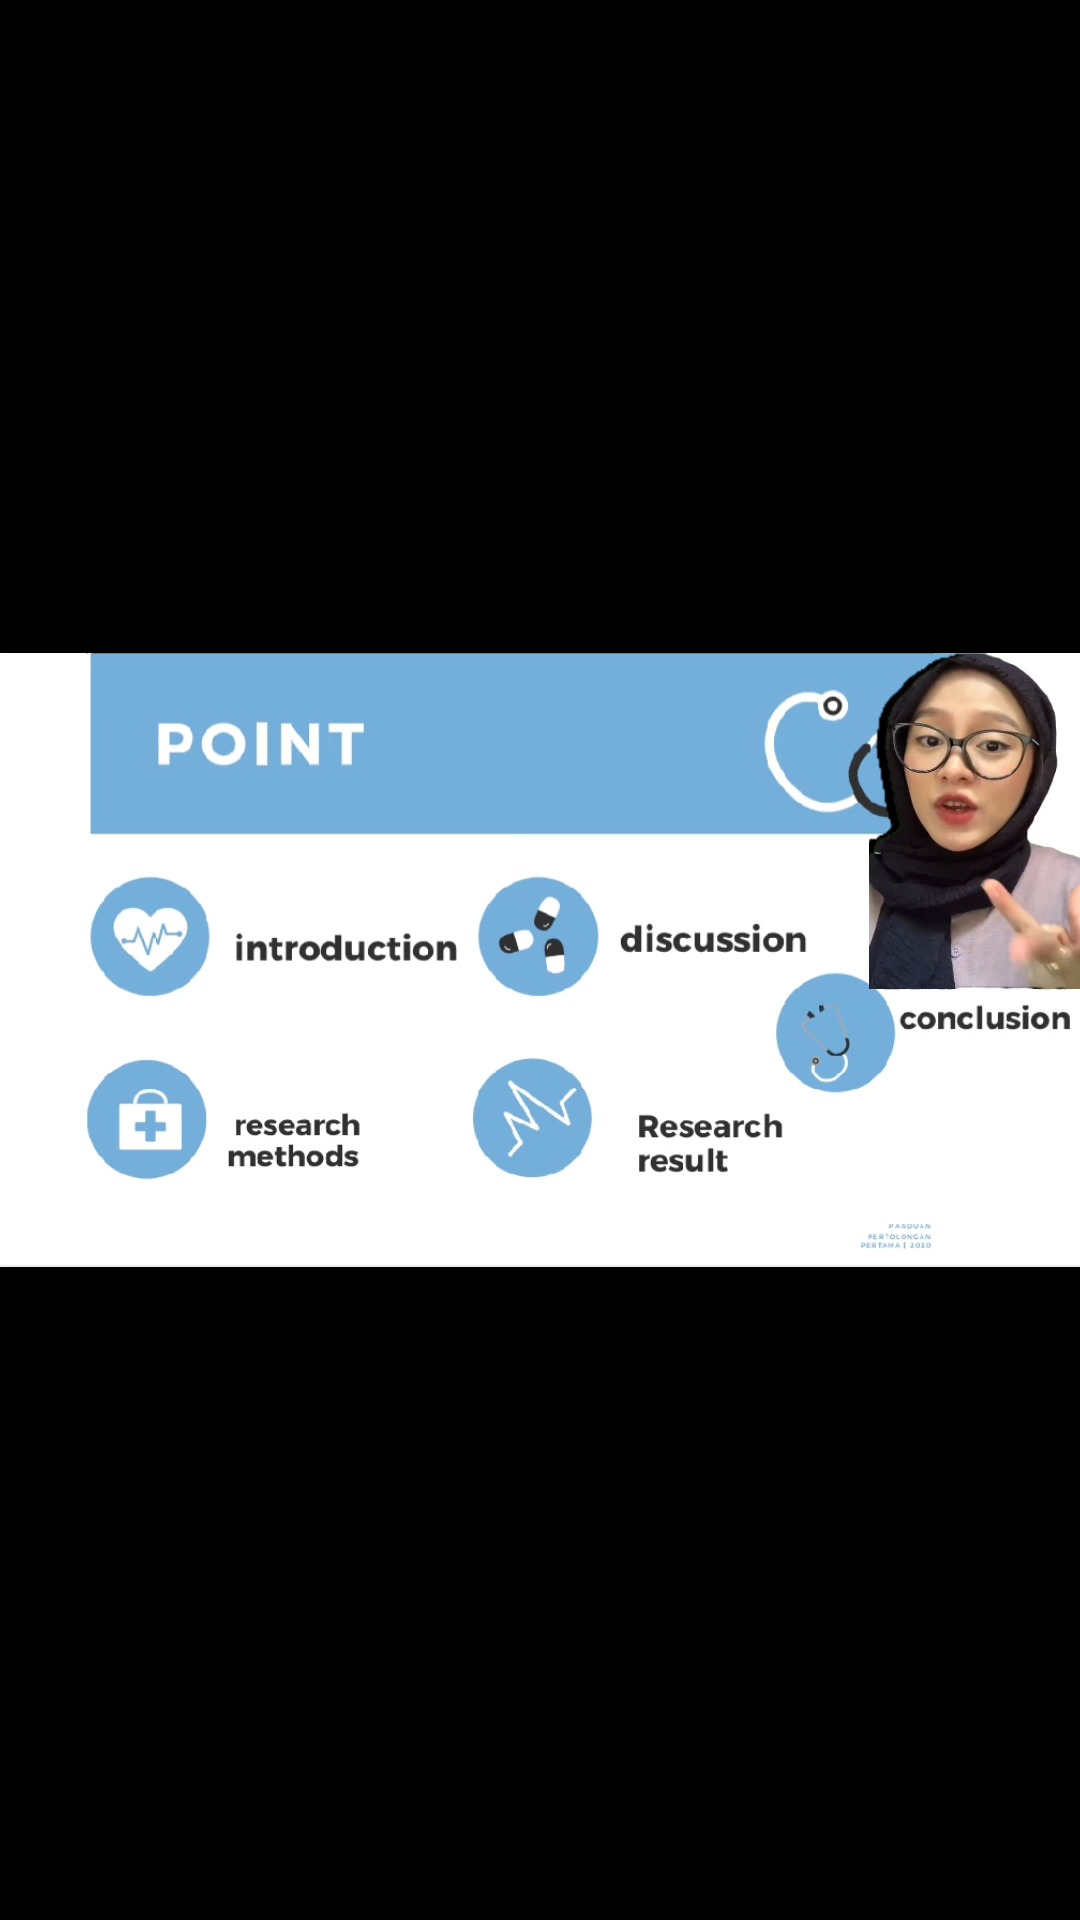 POINT
introduction
discussion
conclusion
research
methods
Research
result
PANDUAN
PERTOLONGAN
PERTAMA | 2020